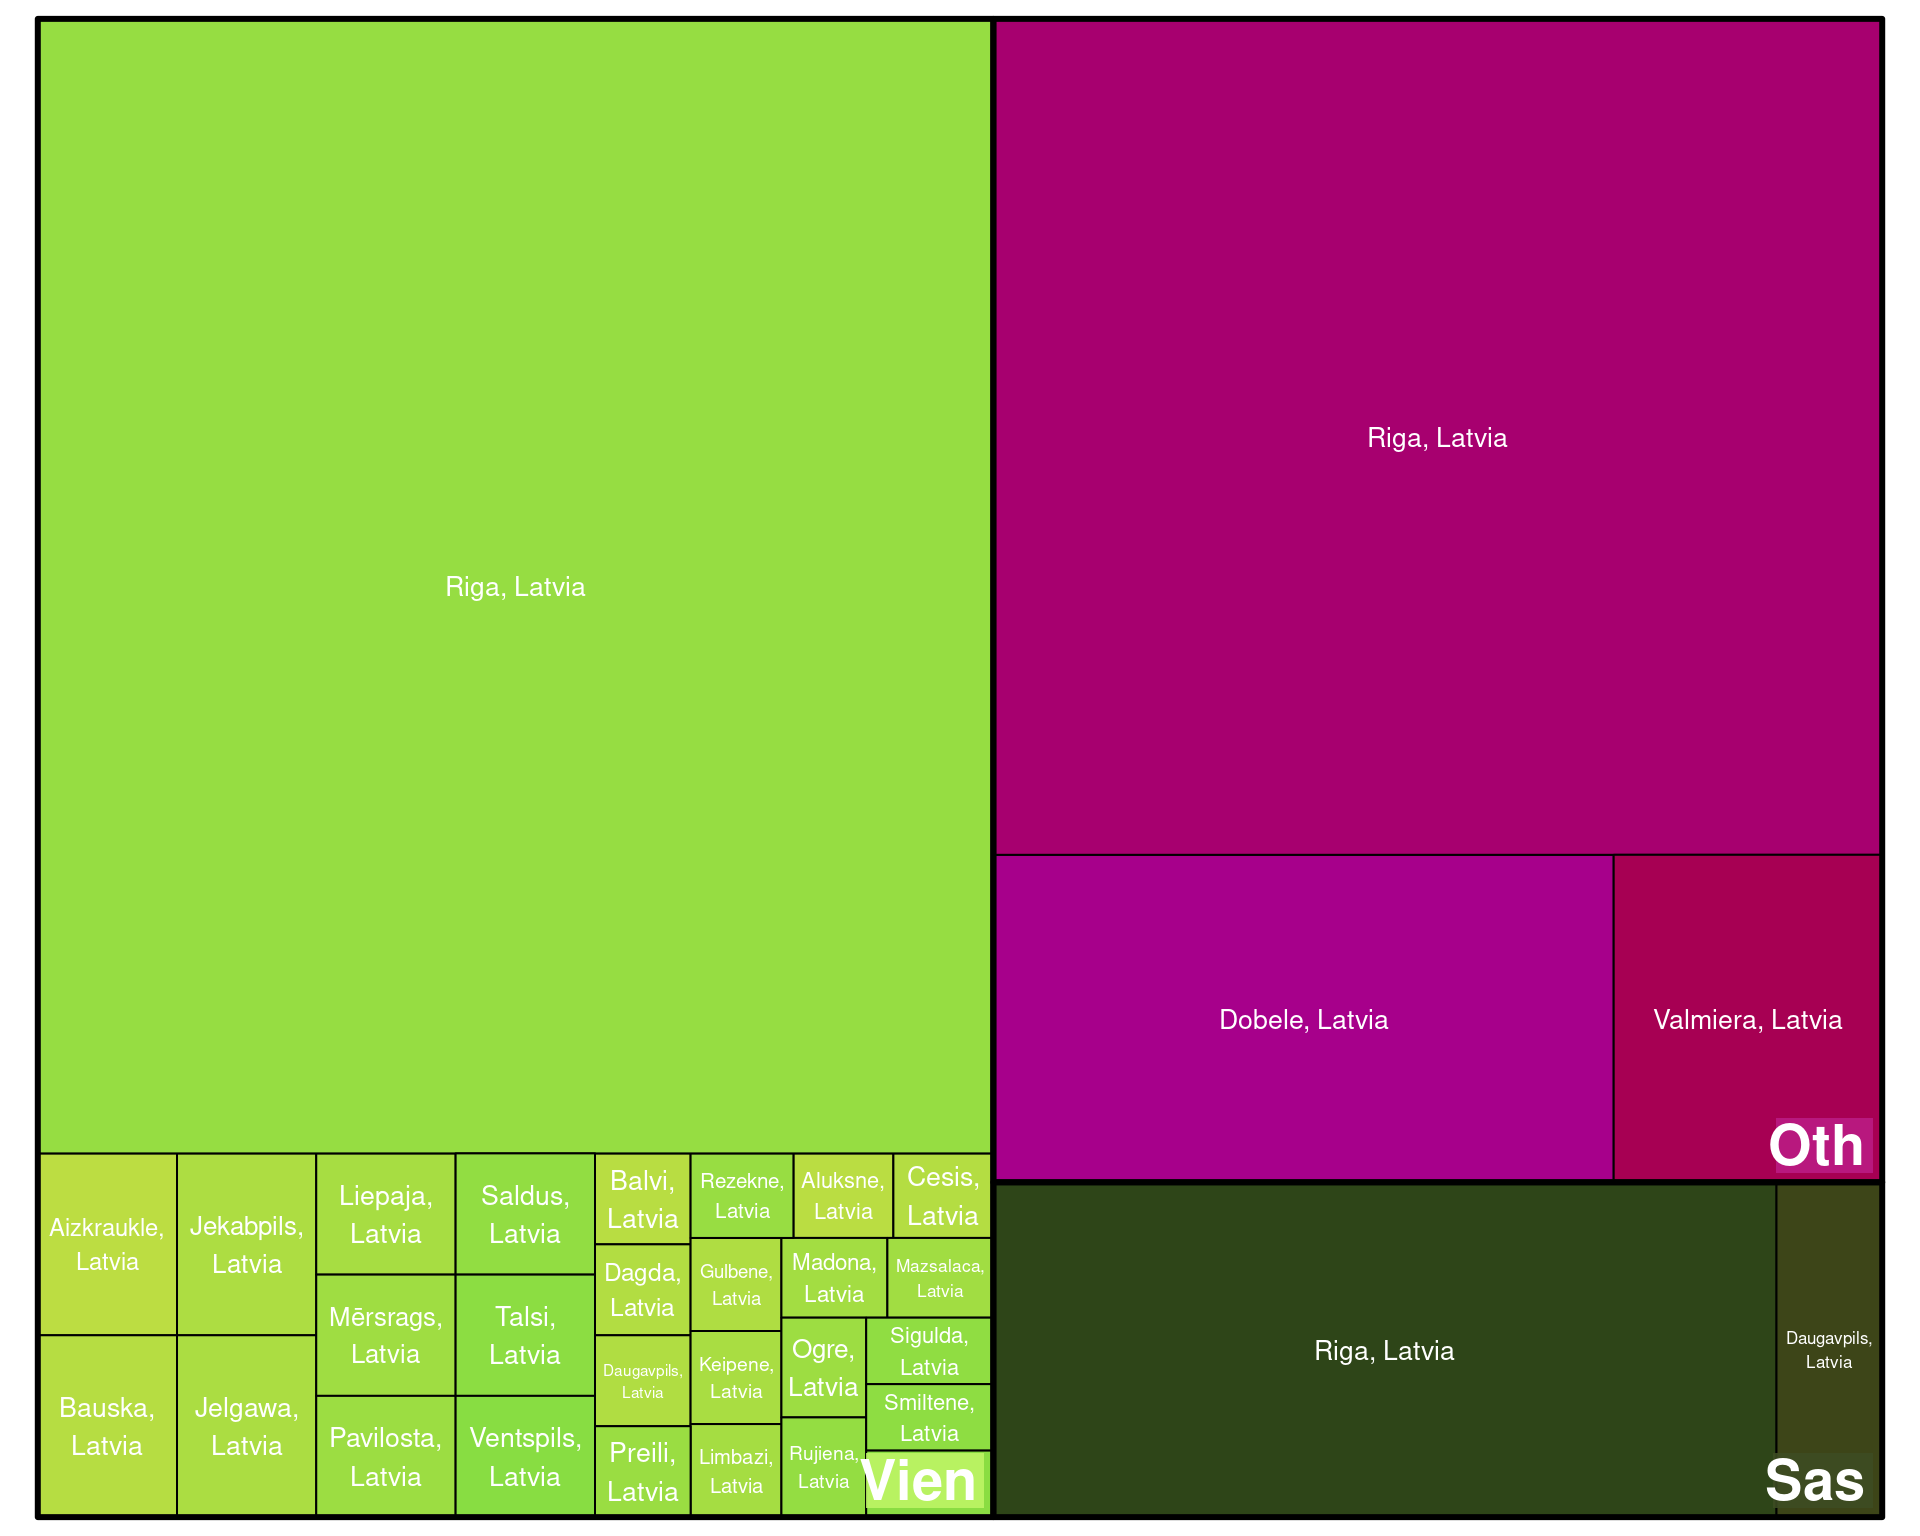 Riga, Latvia
Aizkraukle,
Latvia
Bauska,
Latvia
Jekabpils,
Latvia
Jelgawa,
Latvia
Liepaja,
Latvia
Mērsrags,
Latvia
Pavilosta,
Latvia
Saldus,
Latvia
Talsi,
Latvia
Ventspils,
Latvia
Balvi,
Latvia
Dagda,
Latvia
Daugavpils,
Latvia
Preili,
Latvia
Rezekne,
Latvia
Aluksne,
Latvia
Cesis,
Latvia
Gulbene,
Latvia
Keipene,
Latvia
Limbazi,
Latvia
Madona,
Latvia
Mazsalaca,
Latvia
Ogre,
Latvia
Rujiena,
Latvia
Sigulda,
Latvia
Smiltene,
Latvia
Vien
Riga, Latvia
Dobele, Latvia
Valmiera, Latvia
Oth
Riga, Latvia
Daugavpils,
Latvia
Sas